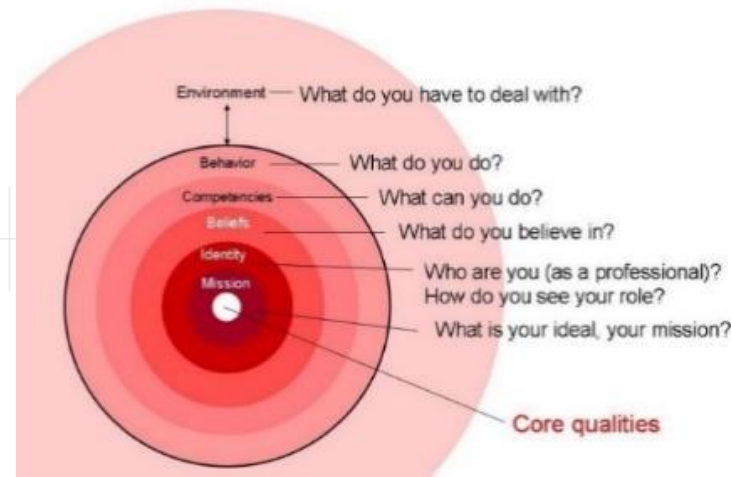 Environment What do you have to deal with?
Behavior What do you do?
Competencies What can you do?
Beliefs What do you believe in?
Identity Who are you (as a professional)?
How do you see your role?
Mission What is your ideal, your mission?
Core qualities